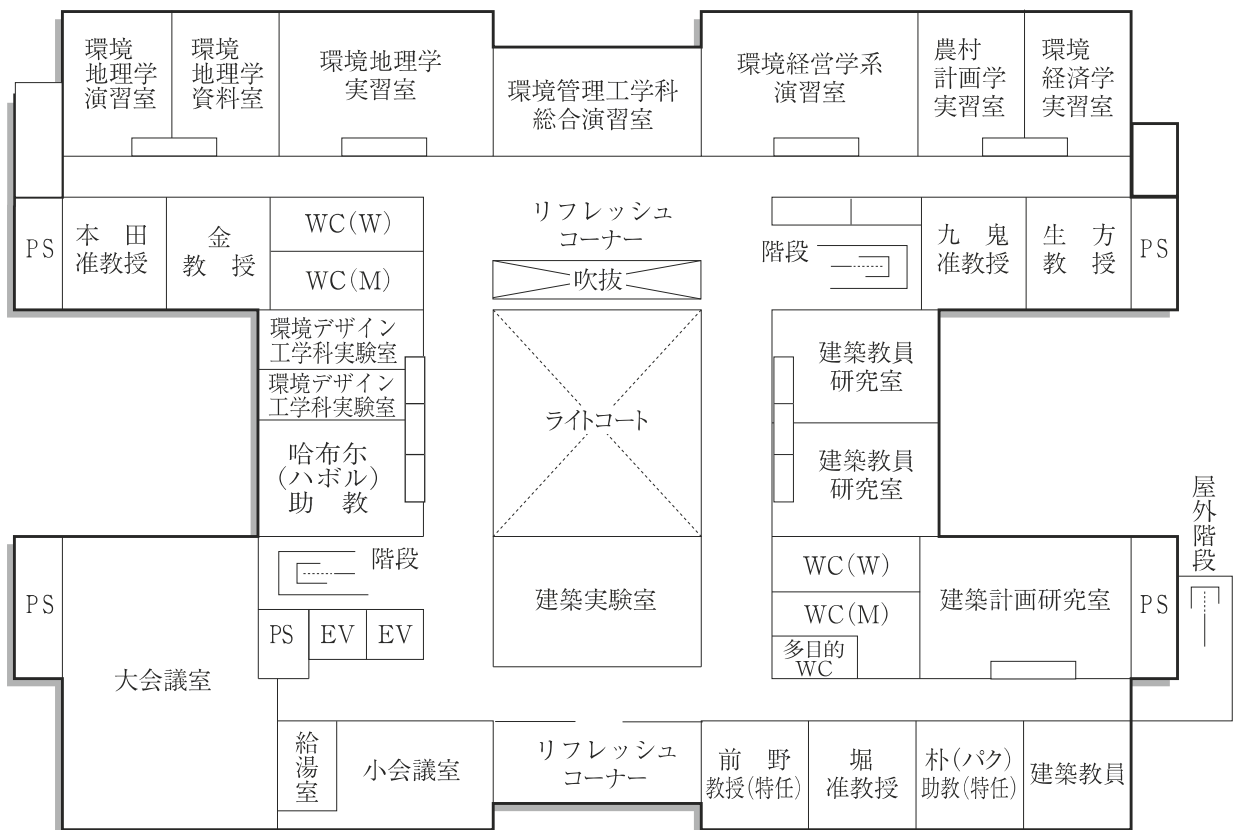 環境
地理学
演習室
環境
地理学
資料室
環境地理学
実習室
環境管理工学科
総合演習室
環境経営学系
演習室
農村
計画学
実習室
環境
経済学
実習室
PS
本　田
准教授
金
教　授
WC(W)
WC(M)
リフレッシュ
コーナー
吹抜
階段
九　鬼
准教授
生　方
教　授
PS
環境デザイン
工学科実験室
環境デザイン
工学科実験室
哈布尔
(ハボル)
助　教
ライトコート
建築教員
研究室
建築教員
研究室
屋外階段
PS
大会議室
階段
PS
EV
EV
建築実験室
WC(W)
WC(M)
多目的
WC
建築計画研究室
PS
給湯室
小会議室
リフレッシュ
コーナー
前　野
教授(特任)
堀
准教授
朴(パク)
助教(特任)
建築教員